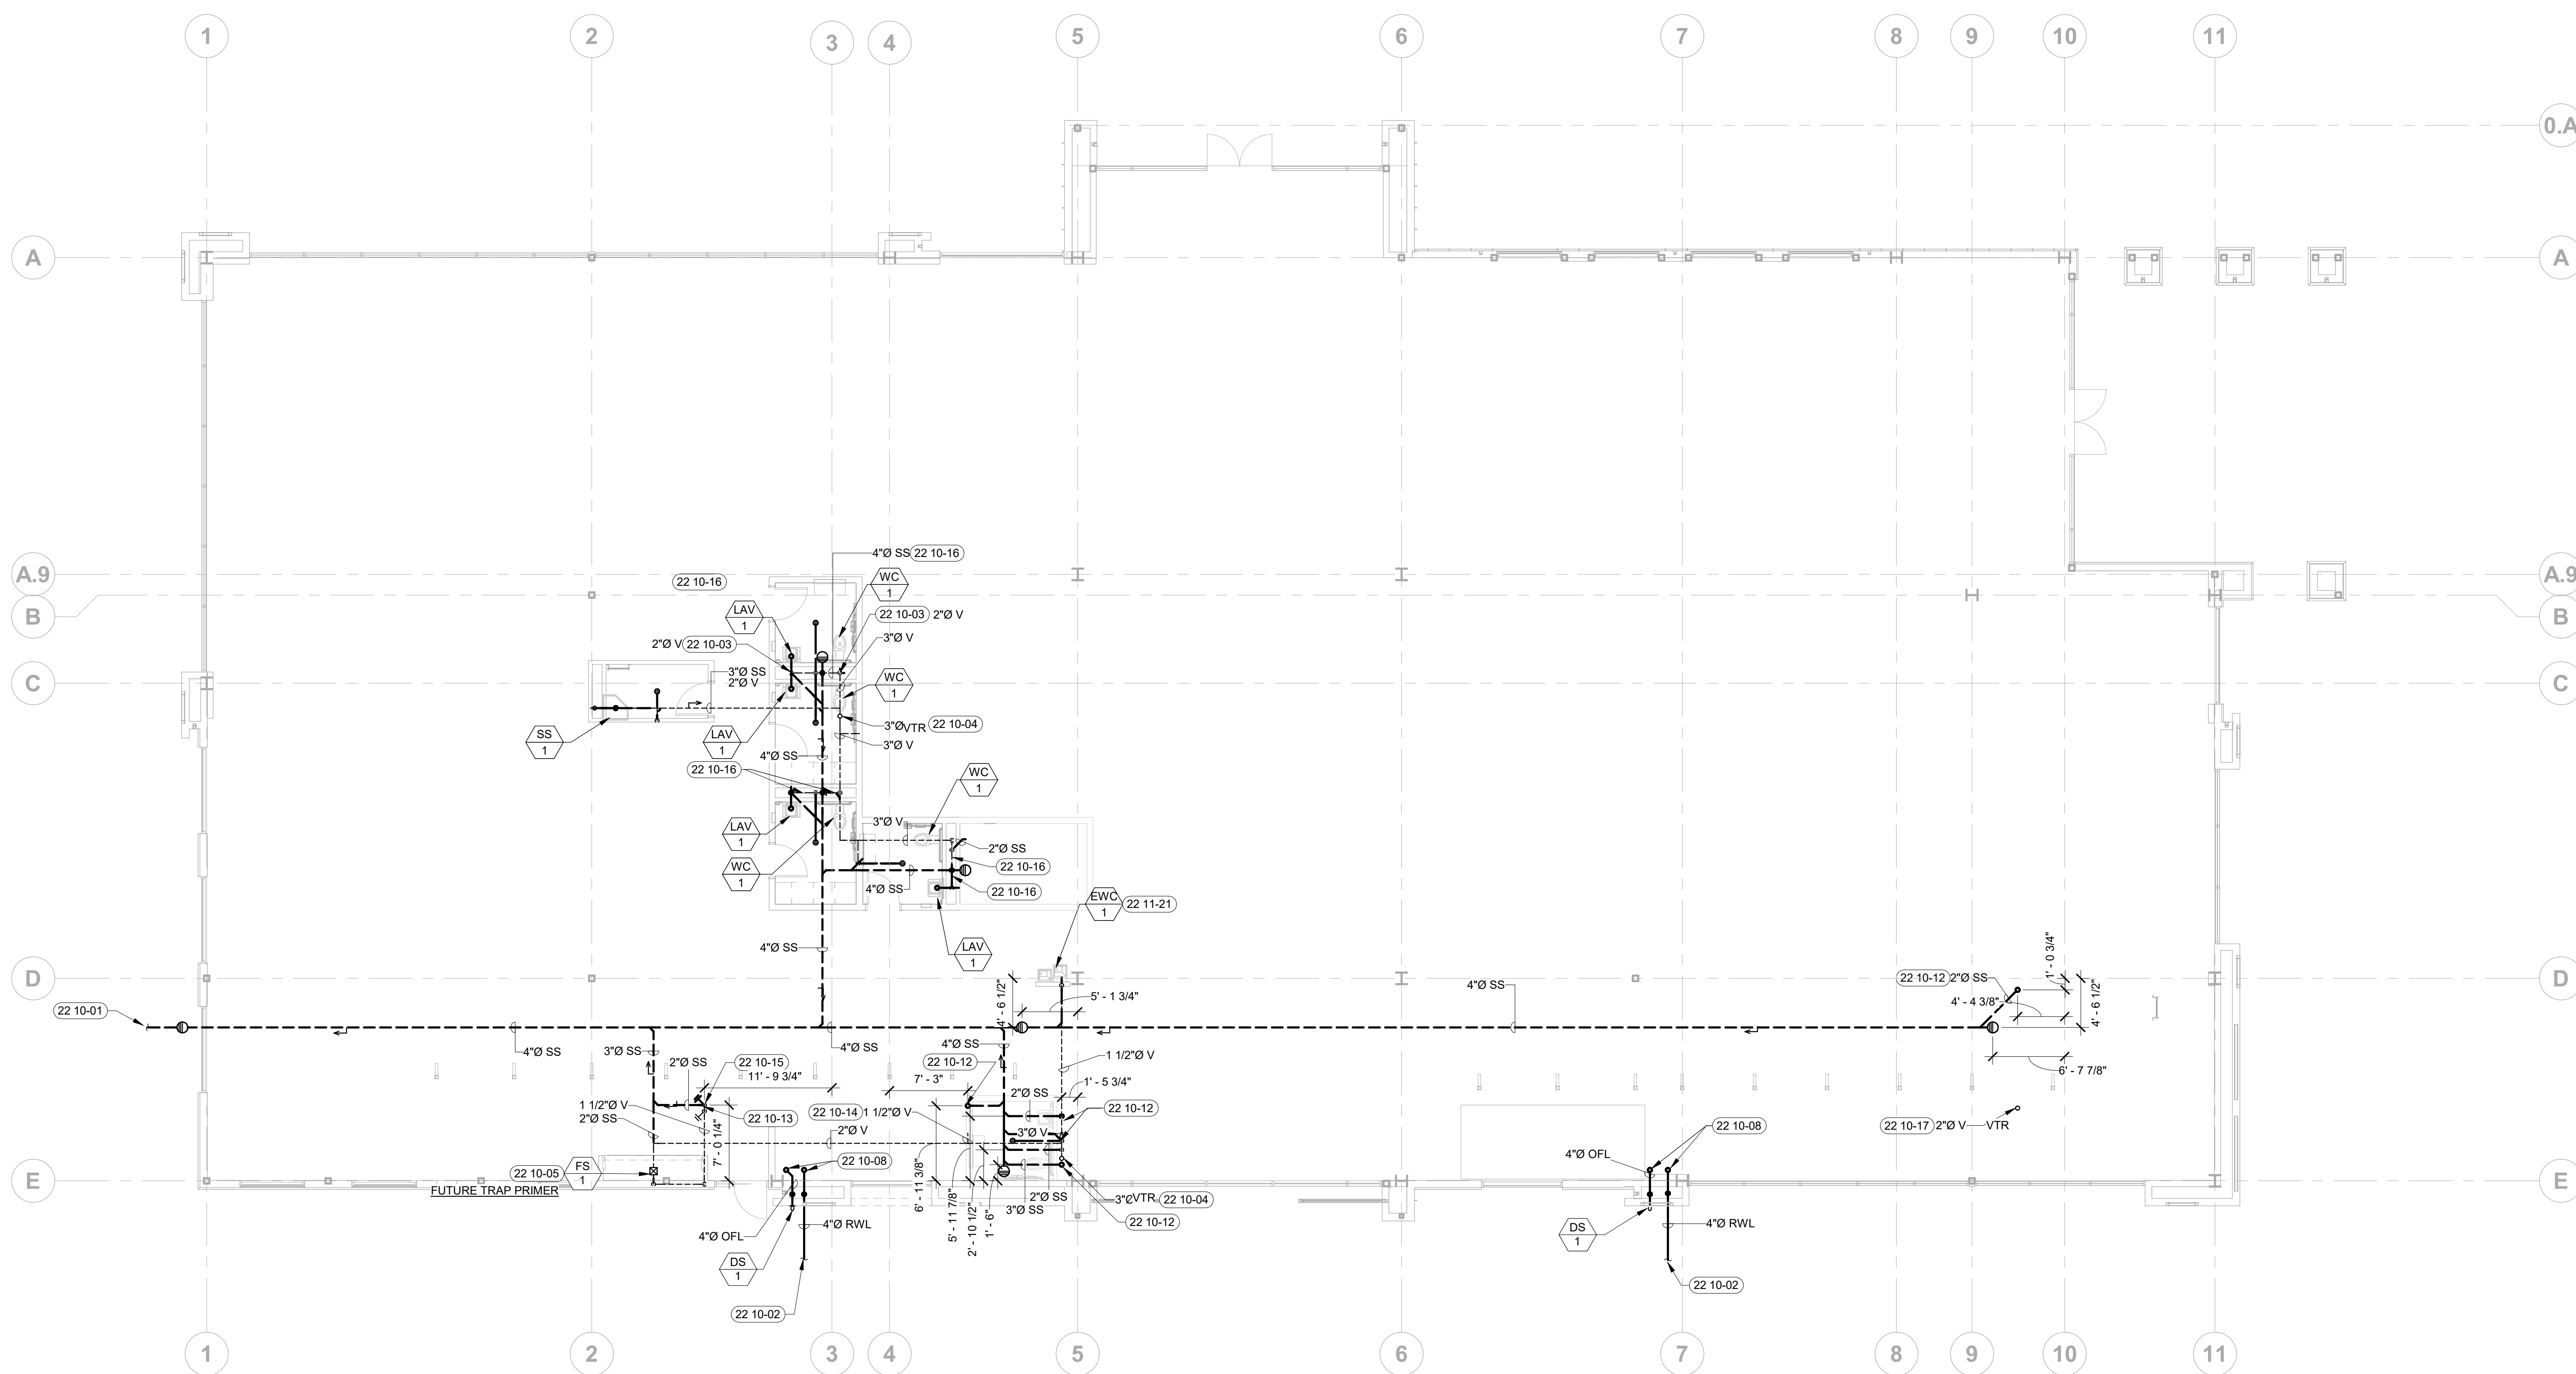 1
2
3
4
5
6
7
8
9
10
11
0.A
A
A
4"Ø SS
22 10-16
A.9
A.9
22 10-16
WC
1
LAV
1
22 10-03
2"Ø V
B
B
3"Ø V
2"Ø V
22 10-03
3"Ø SS
2"Ø V
C
C
WC
1
3"Ø
VTR
22 10-04
SS
1
LAV
1
3"Ø V
4"Ø SS
22 10-16
WC
1
3"Ø V
LAV
1
2"Ø SS
22 10-16
WC
1
4"Ø SS
22 10-16
EWC
1
22 11-21
4"Ø SS
LAV
1
D
D
22 10-12
2"Ø SS
1' - 0 3/4"
4"Ø SS
4' - 6 1/2"
5' - 1 3/4"
4' - 4 3/8"
4' - 6 1/2"
22 10-01
4"Ø SS
3"Ø SS
4"Ø SS
4"Ø SS
2"Ø SS
22 10-15
22 10-12
1 1/2"Ø V
11' - 9 3/4"
7' - 3"
1' - 5 3/4"
6' - 7 7/8"
2"Ø SS
1 1/2"Ø V
22 10-13
22 10-14
1 1/2"Ø V
22 10-12
2"Ø SS
2"Ø V
3"Ø V
22 10-08
22 10-17
2"Ø V
VTR
7' - 0 1/4"
22 10-08
4"Ø OFL
22 10-05
FS
1
FUTURE TRAP PRIMER
E
E
6' - 11 3/8"
5' - 11 7/8"
2' - 10 1/2"
1' - 6"
2"Ø SS
3"Ø SS
3"Ø
VTR
22 10-04
22 10-12
4"Ø RWL
4"Ø OFL
DS
1
DS
1
4"Ø RWL
22 10-02
22 10-02
1
2
3
4
5
6
7
8
9
10
11